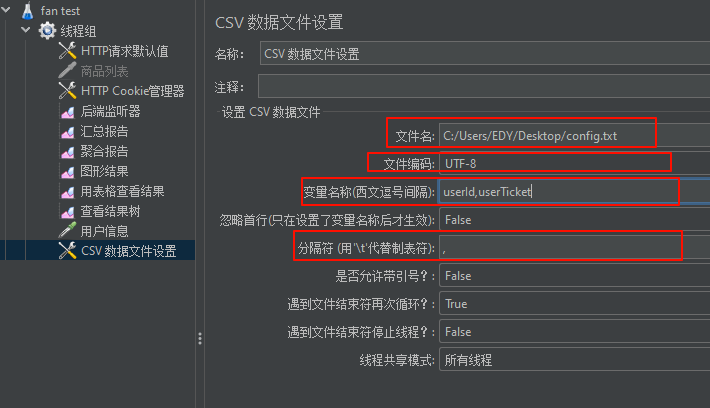 fan test
线程组
HTTP请求默认值
商品列表
HTTP Cookie管理器
后端监听器
汇总报告
聚合报告
图形结果
用表格查看结果
查看结果树
用户信息
CSV 数据文件设置
CSV 数据文件设置
名称： CSV 数据文件设置
注释：
设置 CSV 数据文件
文件名: C:/Users/EDY/Desktop/config.txt
文件编码: UTF-8
变量名称(西文逗号间隔): userId,userTicket
忽略首行(只在设置了变量名称后才生效): False
分隔符 (用'\t'代替制表符): ,
是否允许带引号？: False
遇到文件结束符再次循环？: True
遇到文件结束符停止线程？: False
线程共享模式: 所有线程